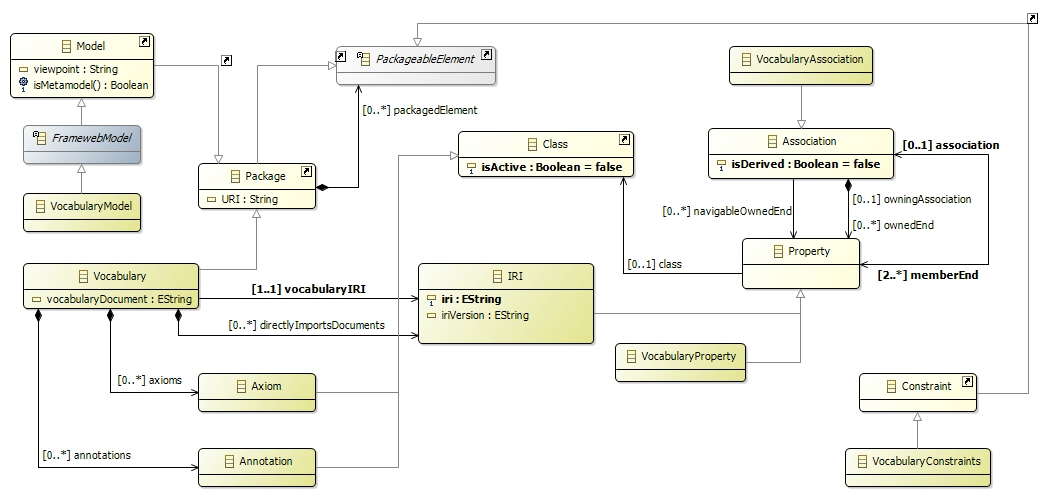 Model
viewpoint : String
isMetamodel() : Boolean
PackageableElement
VocabularyAssociation
[0..*] packagedElement
FramewebModel
Class
isActive : Boolean = false
Association
isDerived : Boolean = false
[0..1] association
Package
URI : String
VocabularyModel
[0..*] navigableOwnedEnd
[0..1] owningAssociation
[0..*] ownedEnd
Property
[0..1] class
[2..*] memberEnd
Vocabulary
vocabularyDocument : EString
[1..1] vocabularyIRI
[0..*] directlyImportsDocuments
IRI
iri : EString
iriVersion : EString
VocabularyProperty
[0..*] axioms
Axiom
Constraint
[0..*] annotations
Annotation
VocabularyConstraints